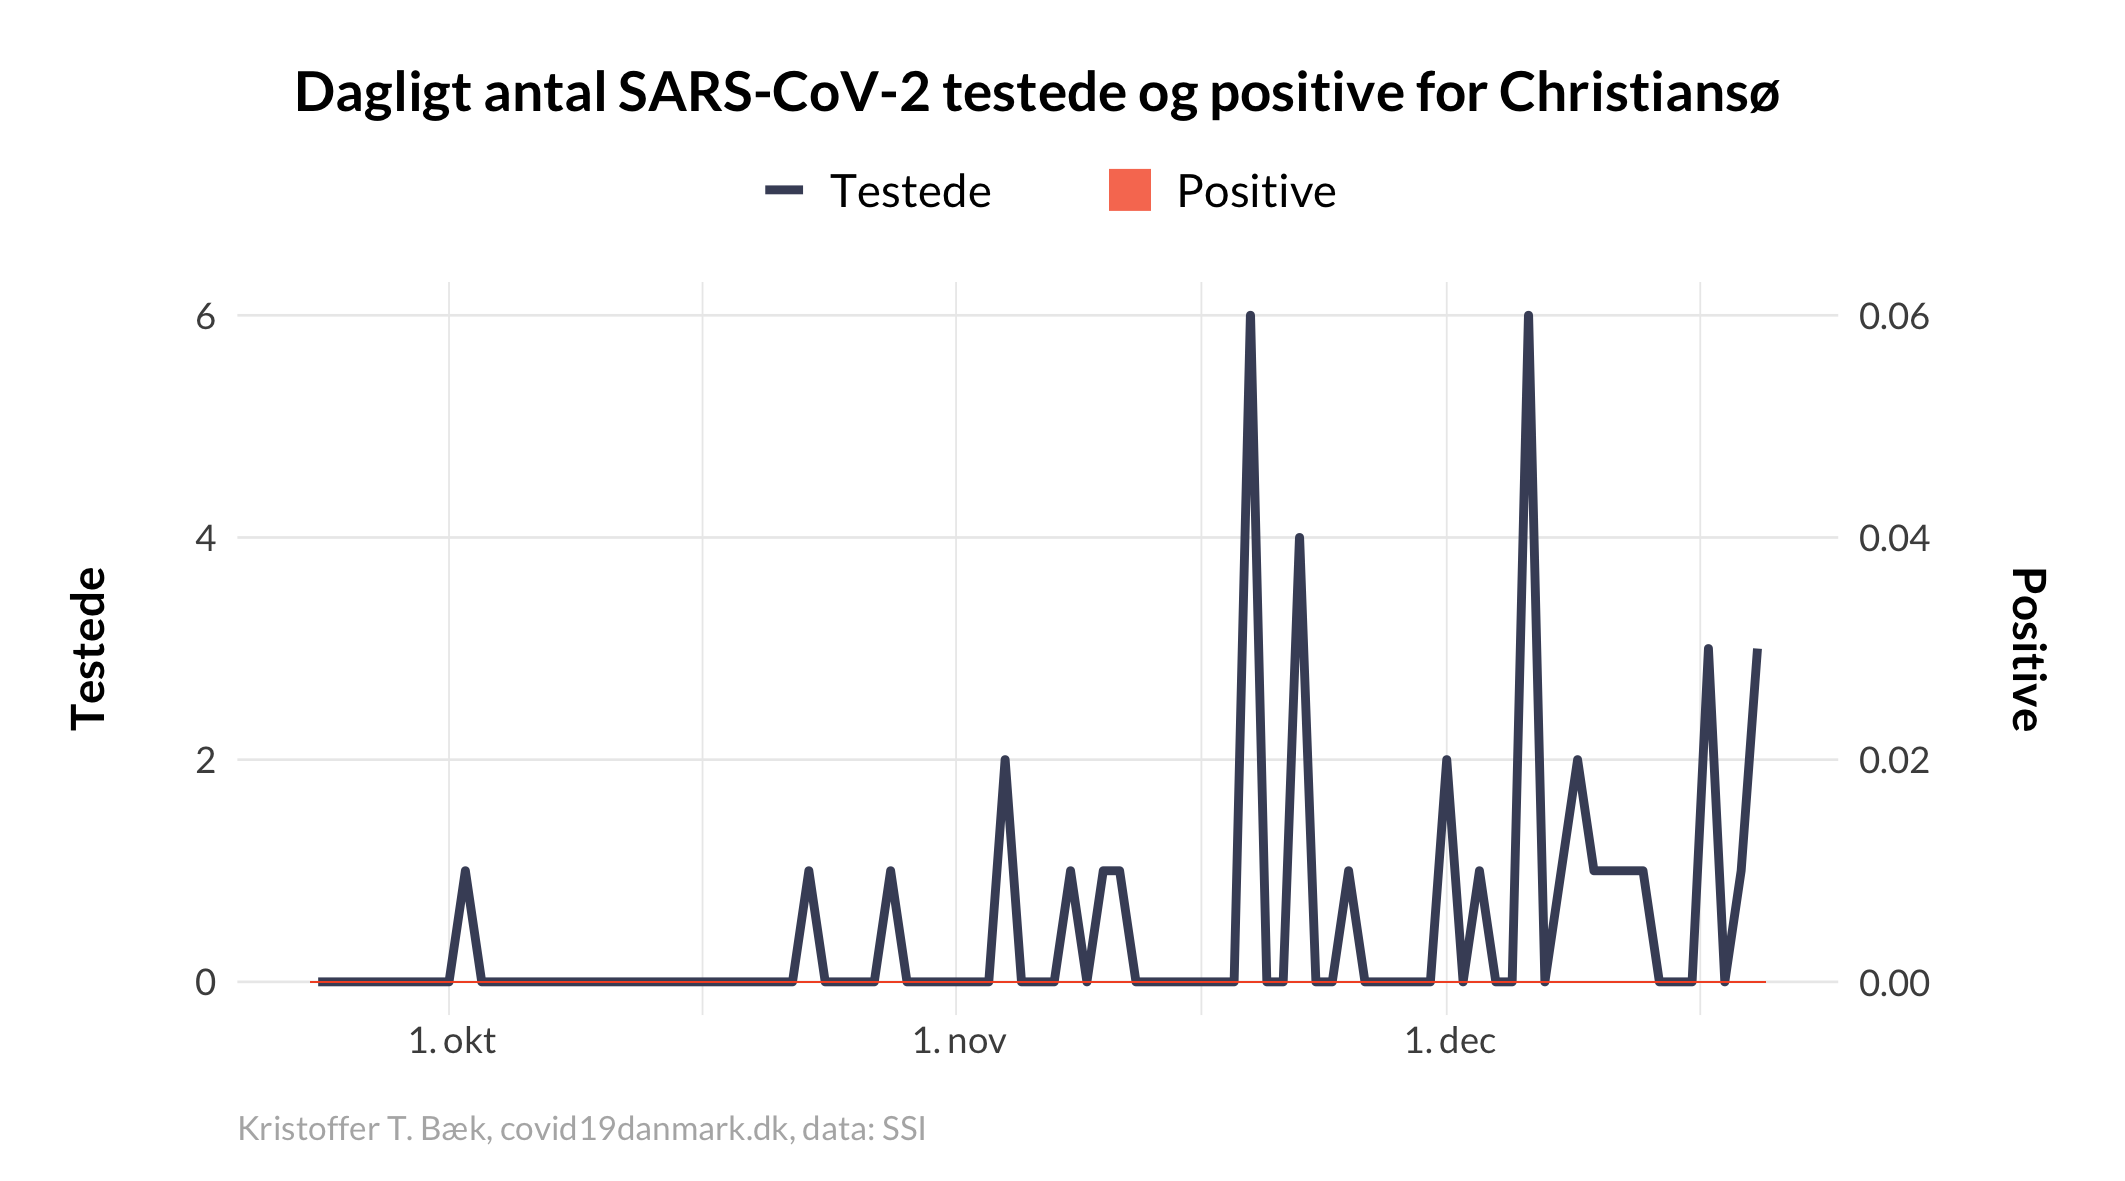 Dagligt antal SARS-CoV-2 testede og positive for Christiansø
Testede
Positive
6
4
2
0
0.06
0.04
0.02
0.00
Testede
Positive
1. okt
1. nov
1. dec
Kristoffer T. Bæk, covid19danmark.dk, data: SSI